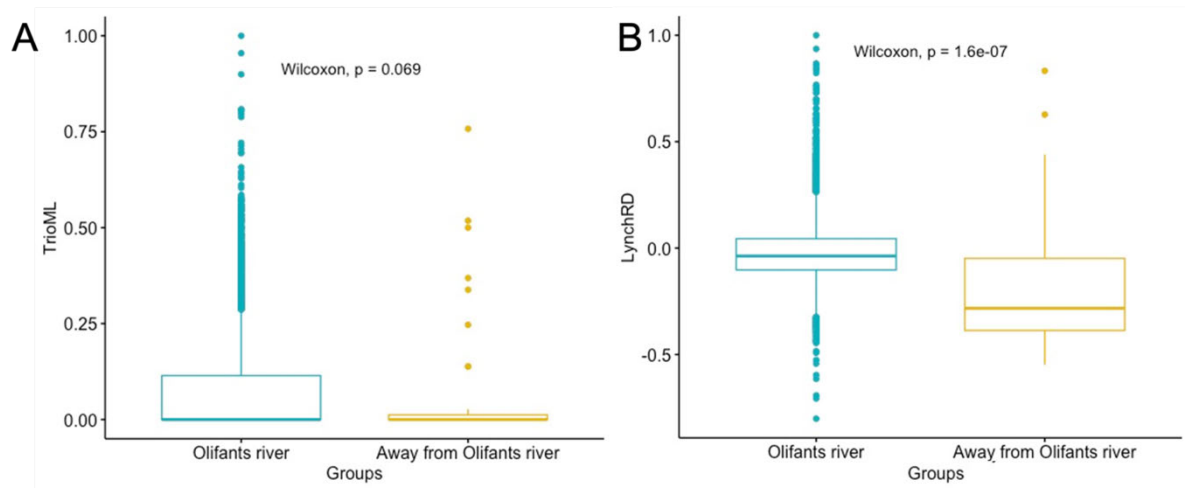 A
TrioML
1.00
0.75
0.50
0.25
0.00
Wilcoxon, p = 0.069
Olifants river
Away from Olifants river
Groups
B
LynchRD
1.0
0.5
0.0
-0.5
Wilcoxon, p = 1.6e-07
Olifants river
Away from Olifants river
Groups